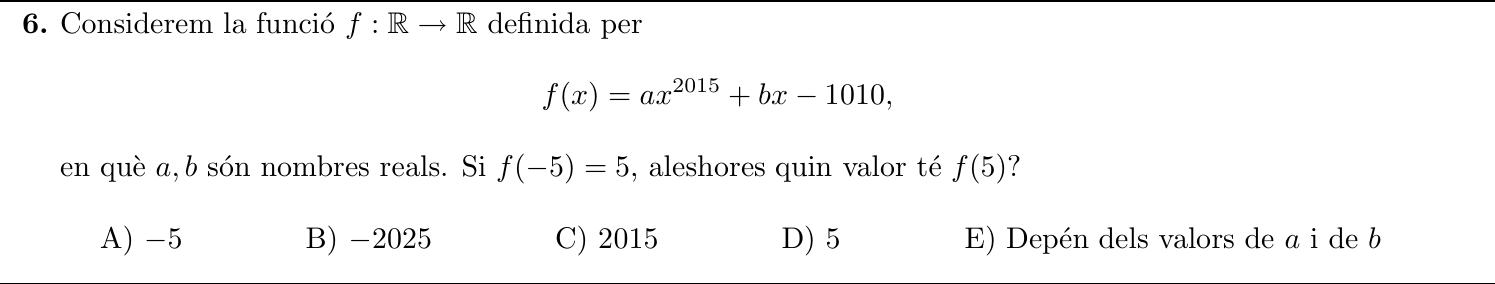 6. Considerem la funció f : ℝ → ℝ definida per
f(x) = ax^2015 + bx − 1010,
en què a, b són nombres reals. Si f(−5) = 5, aleshores quin valor té f(5)?
A) −5 B) −2025 C) 2015 D) 5 E) Depén dels valors de a i de b